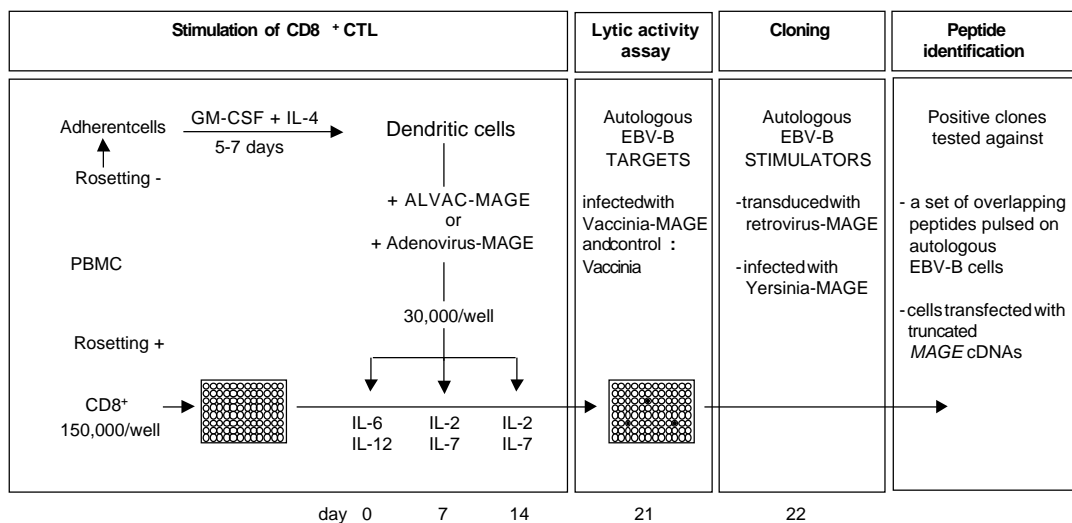 Stimulation of CD8 + CTL
Lytic activity
assay
Cloning
Peptide
identification
Adherentcells
GM-CSF + IL-4
5-7 days
Dendritic cells
Rosetting -
+ ALVAC-MAGE
or
+ Adenovirus-MAGE
PBMC
30,000/well
Rosetting +
CD8+
150,000/well
IL-6
IL-12
IL-2
IL-7
IL-2
IL-7
Autologous
EBV-B
TARGETS
infectedwith
Vaccinia-MAGE
andcontrol :
Vaccinia
Autologous
EBV-B
STIMULATORS
-transducedwith
retrovirus-MAGE
-infected with
Yersinia-MAGE
Positive clones
tested against
- a set of overlapping
peptides pulsed on
autologous
EBV-B cells
-cells transfected with
truncated
MAGE cDNAs
day 0 7 14 21 22